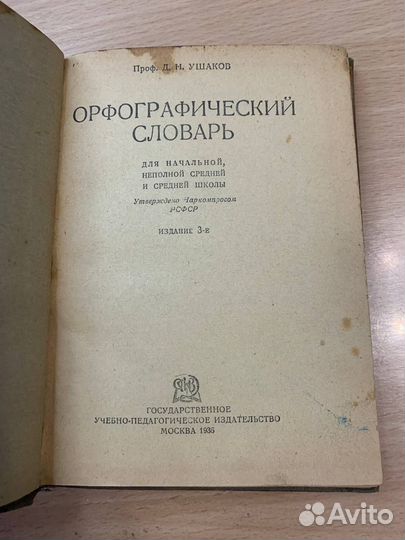 Проф. Д. Н. УШАКОВ
ОРФОГРАФИЧЕСКИЙ
СЛОВАРЬ
ДЛЯ НАЧАЛЬНОЙ,
НЕПОЛНОЙ СРЕДНЕЙ
И СРЕДНЕЙ ШКОЛЫ
Утверждено Наркомпросом
РСФСР
ИЗДАНИЕ 3-е
ГОСУДАРСТВЕННОЕ
УЧЕБНО-ПЕДАГОГИЧЕСКОЕ ИЗДАТЕЛЬСТВО
МОСКВА 1936
Avito